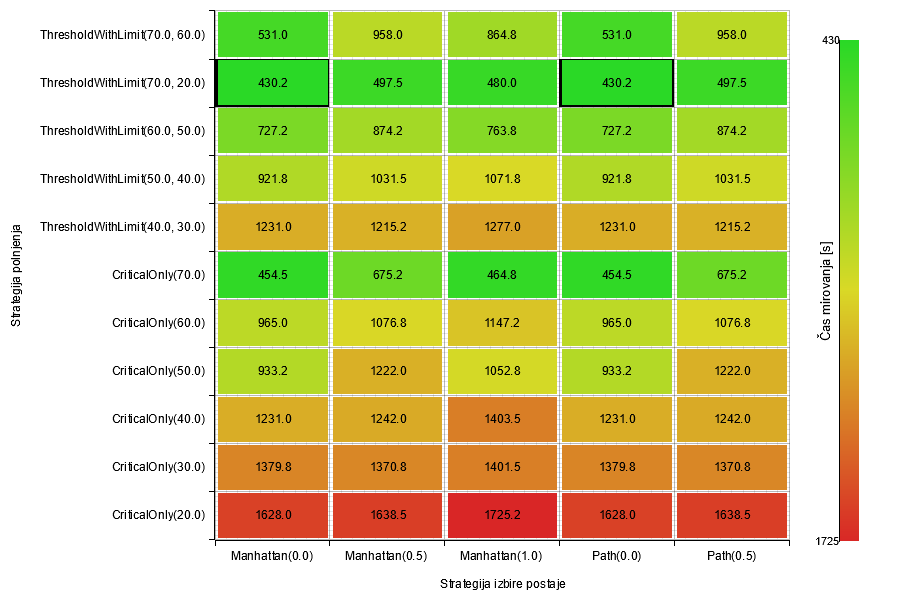 ThresholdWithLimit(70.0, 60.0) 531.0 958.0 864.8 531.0 958.0
430
ThresholdWithLimit(70.0, 20.0) 430.2 497.5 480.0 430.2 497.5
ThresholdWithLimit(60.0, 50.0) 727.2 874.2 763.8 727.2 874.2
ThresholdWithLimit(50.0, 40.0) 921.8 1031.5 1071.8 921.8 1031.5
ThresholdWithLimit(40.0, 30.0) 1231.0 1215.2 1277.0 1231.0 1215.2
Strategija polnjenja
CriticalOnly(70.0) 454.5 675.2 464.8 454.5 675.2
Čas mirovanja [s]
CriticalOnly(60.0) 965.0 1076.8 1147.2 965.0 1076.8
CriticalOnly(50.0) 933.2 1222.0 1052.8 933.2 1222.0
CriticalOnly(40.0) 1231.0 1242.0 1403.5 1231.0 1242.0
CriticalOnly(30.0) 1379.8 1370.8 1401.5 1379.8 1370.8
CriticalOnly(20.0) 1628.0 1638.5 1725.2 1628.0 1638.5
1725
Manhattan(0.0) Manhattan(0.5) Manhattan(1.0) Path(0.0) Path(0.5)
Strategija izbire postaje